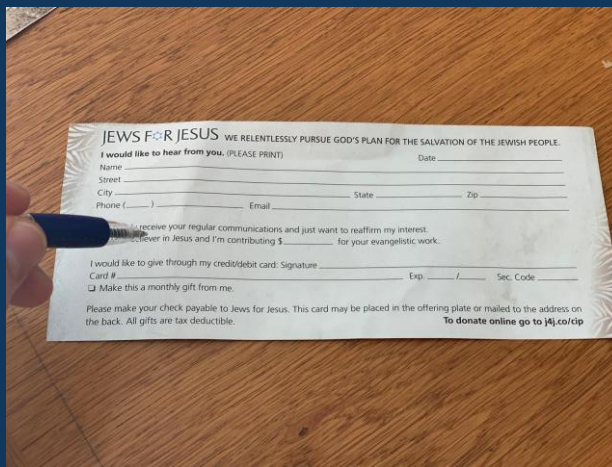 JEWS FOR JESUS WE RELENTLESSLY PURSUE GOD'S PLAN FOR THE SALVATION OF THE JEWISH PEOPLE.
I would like to hear from you. (PLEASE PRINT) Date
Name
Street
City State Zip
Phone ( ) Email
receive your regular communications and just want to reaffirm my interest.
in Jesus and I'm contributing $ for your evangelistic work.
I would like to give through my credit/debit card: Signature
Card # Exp. / Sec. Code
Make this a monthly gift from me.
Please make your check payable to Jews for Jesus. This card may be placed in the offering plate or mailed to the address on
the back. All gifts are tax deductible. To donate online go to j4j.co/cip